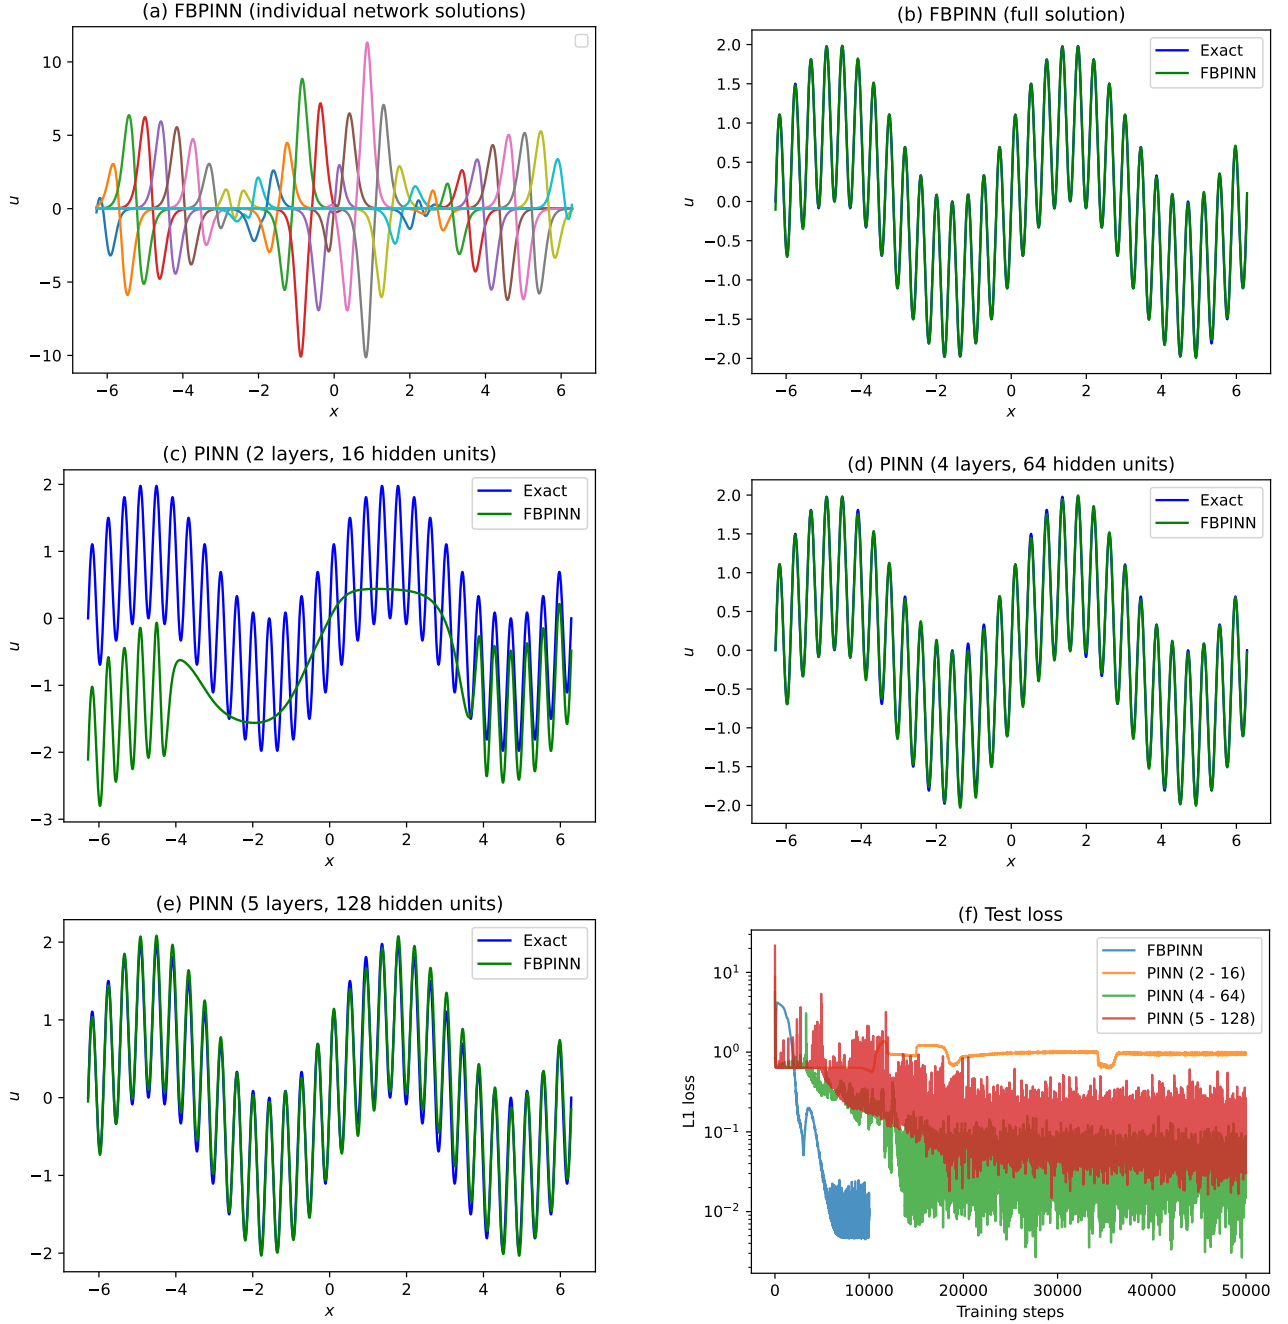 (a) FBPINN (individual network solutions)
10
5
0
−5
−10
u
−6 −4 −2 0 2 4 6
x
(b) FBPINN (full solution)
Exact
FBPINN
2.0
1.5
1.0
0.5
0.0
−0.5
−1.0
−1.5
−2.0
u
−6 −4 −2 0 2 4 6
x
(c) PINN (2 layers, 16 hidden units)
Exact
FBPINN
2
1
0
−1
−2
−3
u
−6 −4 −2 0 2 4 6
x
(d) PINN (4 layers, 64 hidden units)
Exact
FBPINN
2.0
1.5
1.0
0.5
0.0
−0.5
−1.0
−1.5
−2.0
u
−6 −4 −2 0 2 4 6
x
(e) PINN (5 layers, 128 hidden units)
Exact
FBPINN
2
1
0
−1
−2
u
−6 −4 −2 0 2 4 6
x
(f) Test loss
FBPINN
PINN (2 - 16)
PINN (4 - 64)
PINN (5 - 128)
10¹
10⁰
10⁻¹
10⁻²
L1 loss
0 10000 20000 30000 40000 50000
Training steps